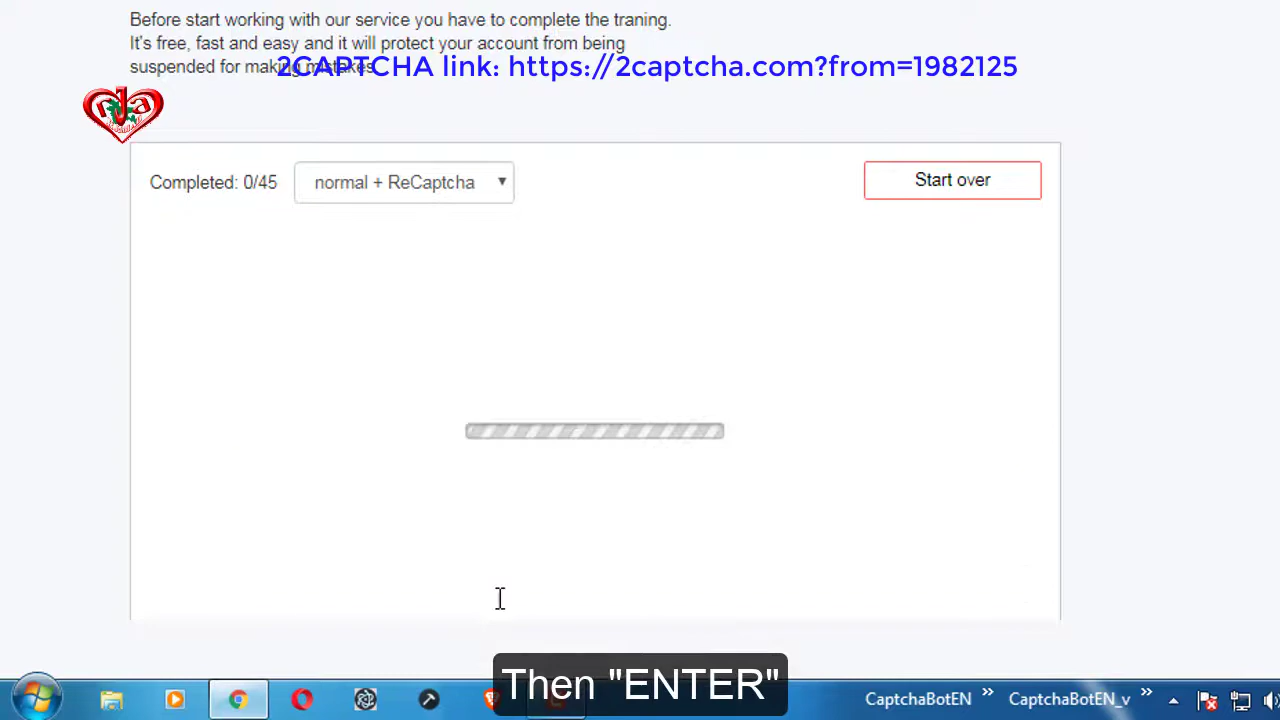 Before start working with our service you have to complete the traning.
It's free, fast and easy and it will protect your account from being
suspended for making mistakes
2CAPTCHA link: https://2captcha.com?from=1982125
nja
Completed: 0/45
normal + ReCaptcha
Start over
Then "ENTER"
CaptchaBotEN
CaptchaBotEN_v